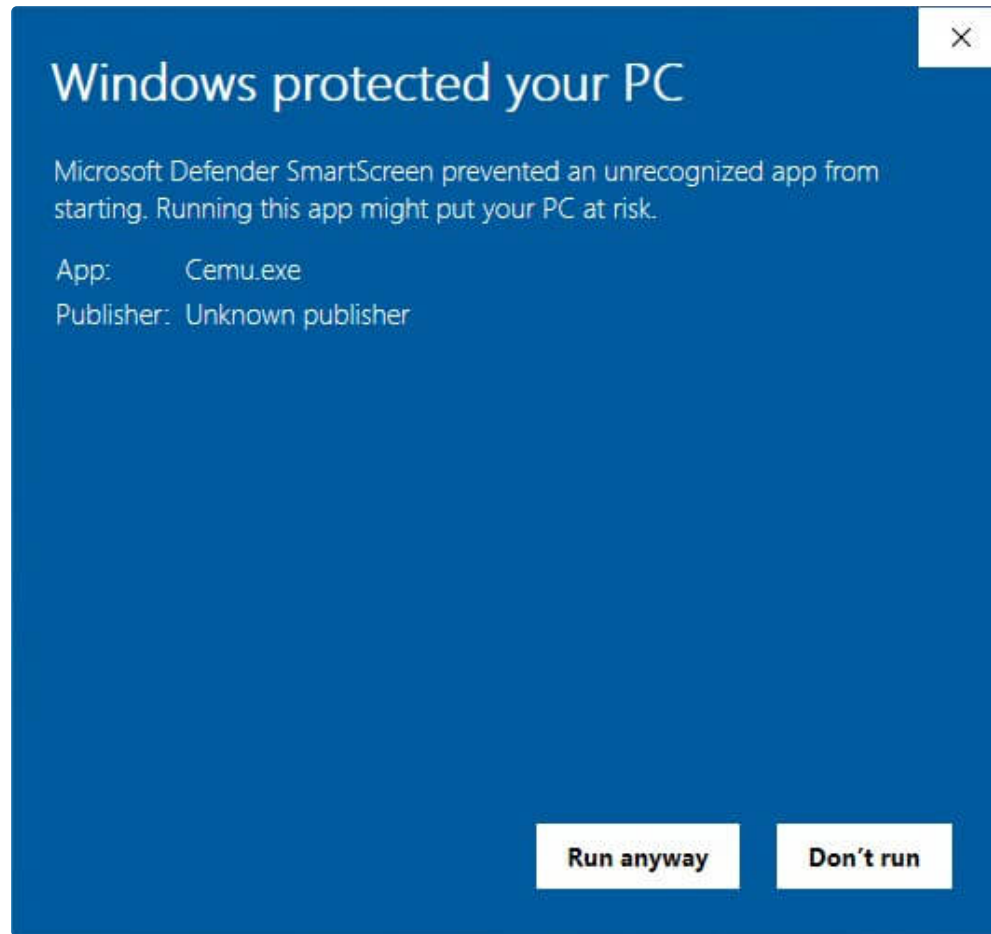 Windows protected your PC
Microsoft Defender SmartScreen prevented an unrecognized app from
starting. Running this app might put your PC at risk.
App: Cemu.exe
Publisher: Unknown publisher
Run anyway Don't run